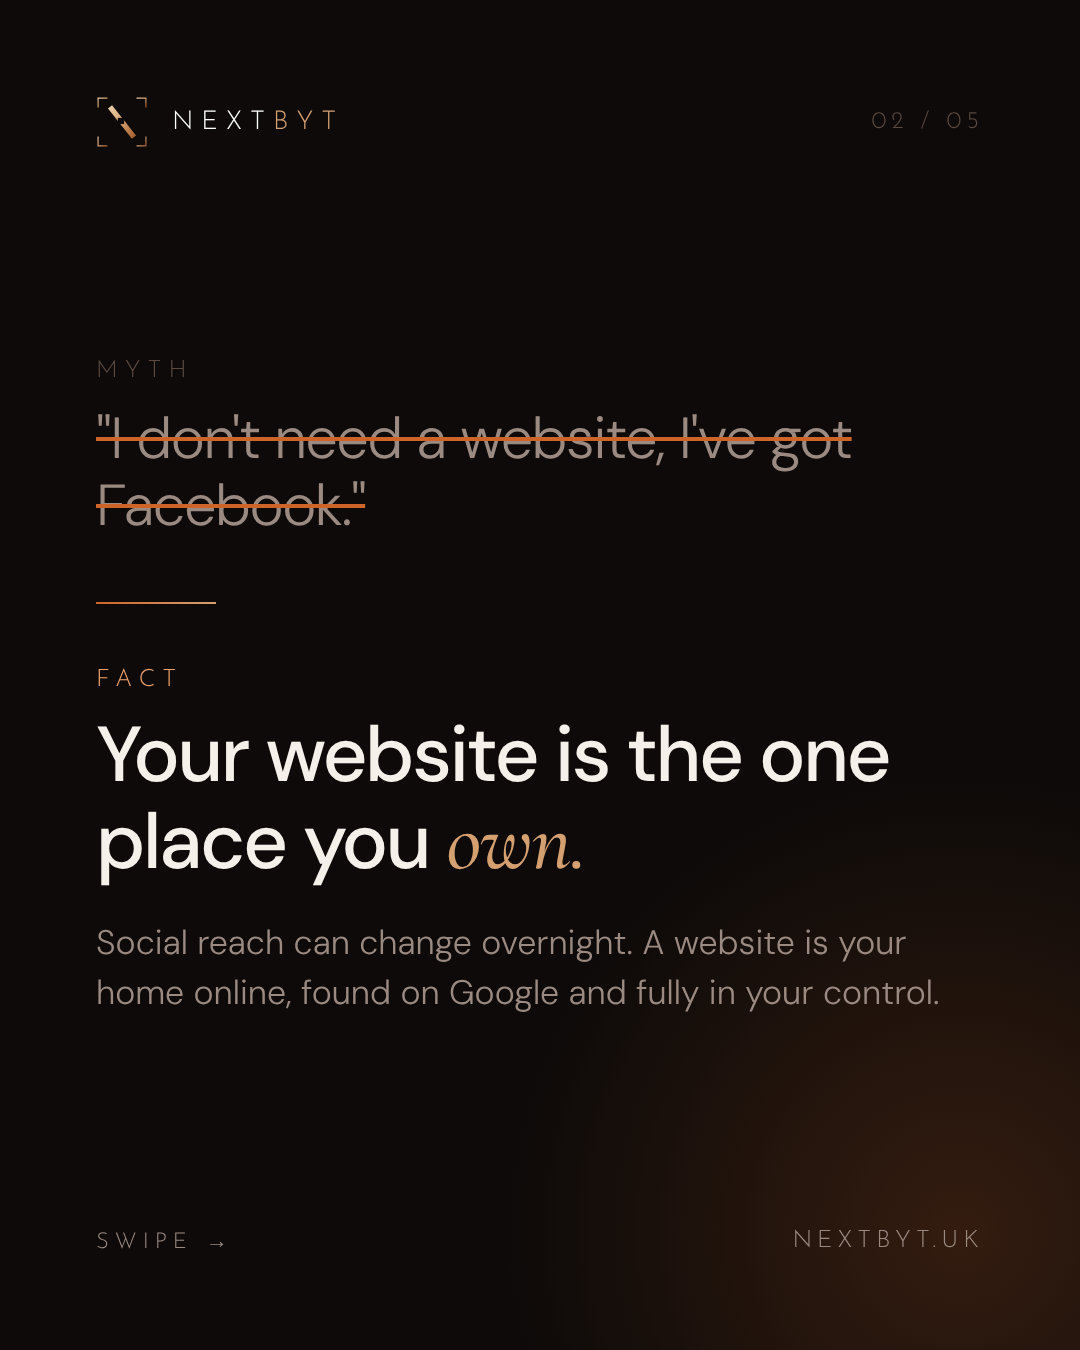 NEXTBYT
02 / 05
MYTH
"I don't need a website, I've got
Facebook."
FACT
Your website is the one
place you own.
Social reach can change overnight. A website is your
home online, found on Google and fully in your control.
SWIPE →
NEXTBYT.UK